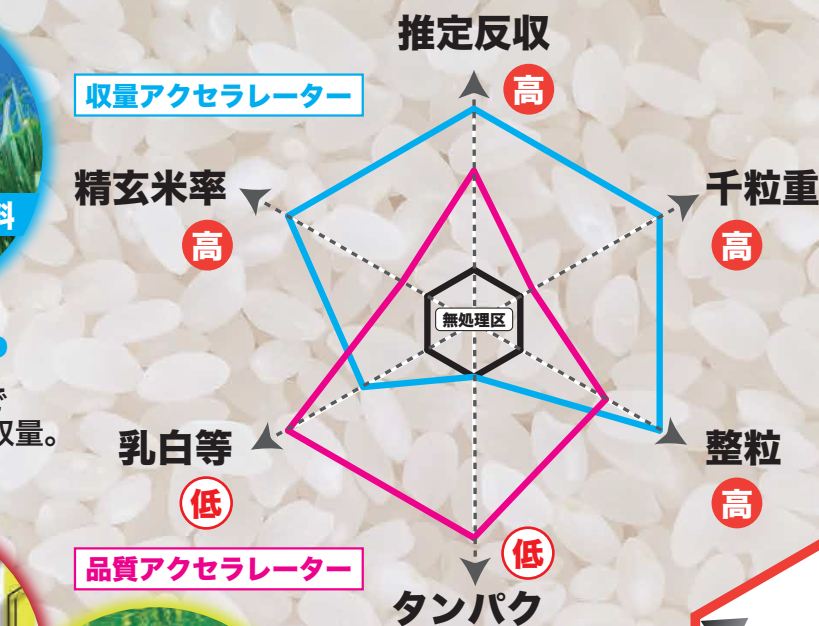 推定反収
高
収量アクセラレーター
精玄米率
高
千粒重
高
料
無処理区
で
収量。
乳白等
低
整粒
高
低
品質アクセラレーター
タンパク